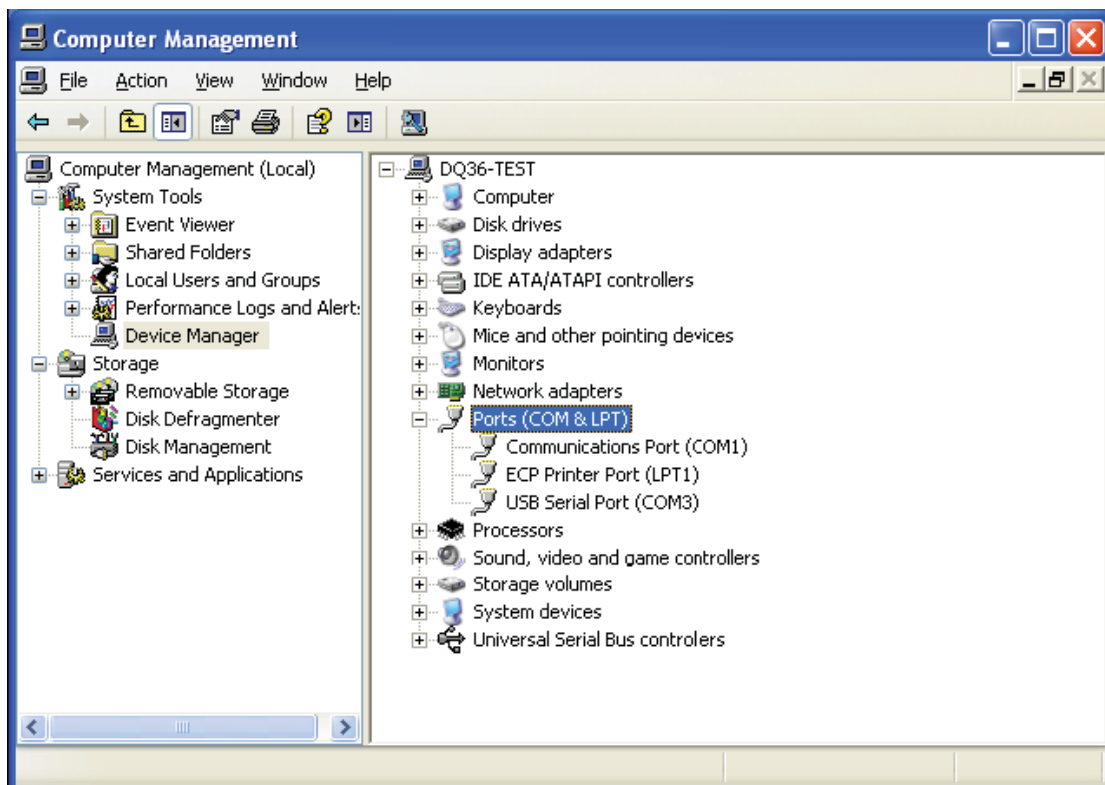 Computer Management
File Action View Window Help
Computer Management (Local)
System Tools
Event Viewer
Shared Folders
Local Users and Groups
Performance Logs and Alert
Device Manager
Storage
Removable Storage
Disk Defragmenter
Disk Management
Services and Applications
DQ36-TEST
Computer
Disk drives
Display adapters
IDE ATA/ATAPI controllers
Keyboards
Mice and other pointing devices
Monitors
Network adapters
Ports (COM & LPT)
Communications Port (COM1)
ECP Printer Port (LPT1)
USB Serial Port (COM3)
Processors
Sound, video and game controllers
Storage volumes
System devices
Universal Serial Bus controlers